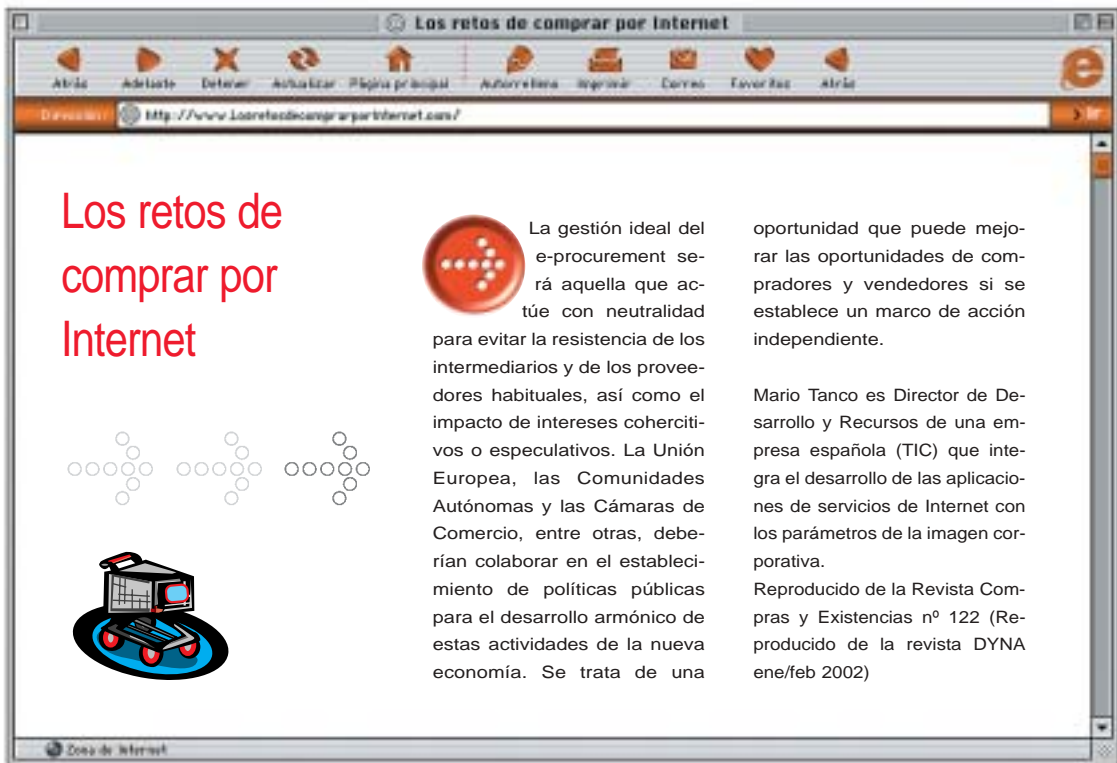 Los retos de comprar por Internet
Atrás Adelante Detener Actualizar Página principal Autorrellena Imprimir Correo Favoritos Atrás
Dirección: http://www.Losretosdecomprarporinternet.com/ Ir
Los retos de
comprar por
Internet
La gestión ideal del
e-procurement se-
rá aquella que ac-
túe con neutralidad
para evitar la resistencia de los
intermediarios y de los provee-
dores habituales, así como el
impacto de intereses coherciti-
vos o especulativos. La Unión
Europea, las Comunidades
Autónomas y las Cámaras de
Comercio, entre otras, debe-
rían colaborar en el estableci-
miento de políticas públicas
para el desarrollo armónico de
estas actividades de la nueva
economía. Se trata de una
oportunidad que puede mejo-
rar las oportunidades de com-
pradores y vendedores si se
establece un marco de acción
independiente.
Mario Tanco es Director de De-
sarrollo y Recursos de una em-
presa española (TIC) que inte-
gra el desarrollo de las aplicacio-
nes de servicios de Internet con
los parámetros de la imagen cor-
porativa.
Reproducido de la Revista Com-
pras y Existencias nº 122 (Re-
producido de la revista DYNA
ene/feb 2002)
Zona de Internet